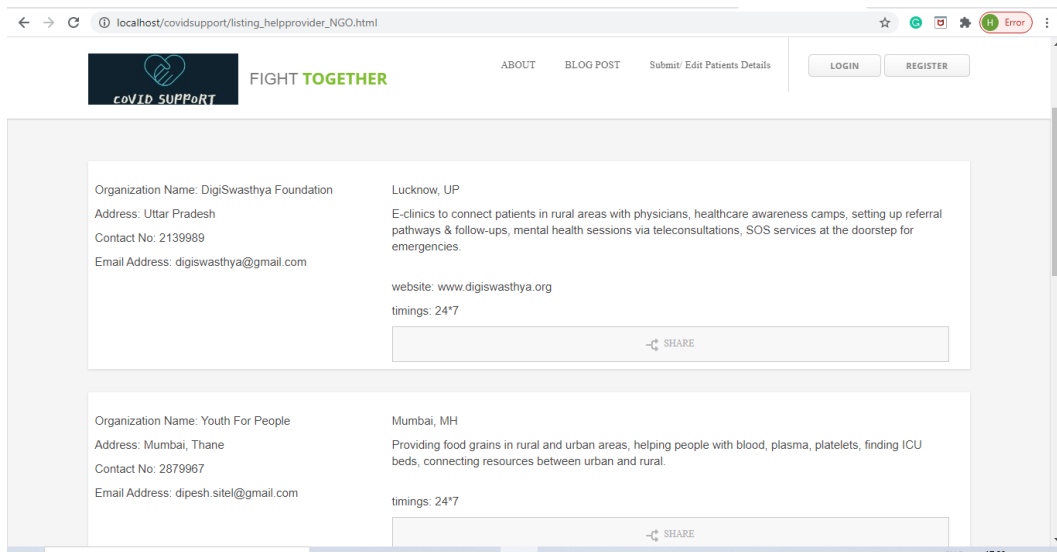 localhost/covidsupport/listing_helpprovider_NGO.html
H Error
COVID SUPPORT
FIGHT TOGETHER
ABOUT BLOG POST Submit/ Edit Patients Details LOGIN REGISTER
Organization Name: DigiSwasthya Foundation
Address: Uttar Pradesh
Contact No: 2139989
Email Address: digiswasthya@gmail.com
Lucknow, UP
E-clinics to connect patients in rural areas with physicians, healthcare awareness camps, setting up referral
pathways & follow-ups, mental health sessions via teleconsultations, SOS services at the doorstep for
emergencies.
website: www.digiswasthya.org
timings: 24*7
SHARE
Organization Name: Youth For People
Address: Mumbai, Thane
Contact No: 2879967
Email Address: dipesh.sitel@gmail.com
Mumbai, MH
Providing food grains in rural and urban areas, helping people with blood, plasma, platelets, finding ICU
beds, connecting resources between urban and rural.
timings: 24*7
SHARE